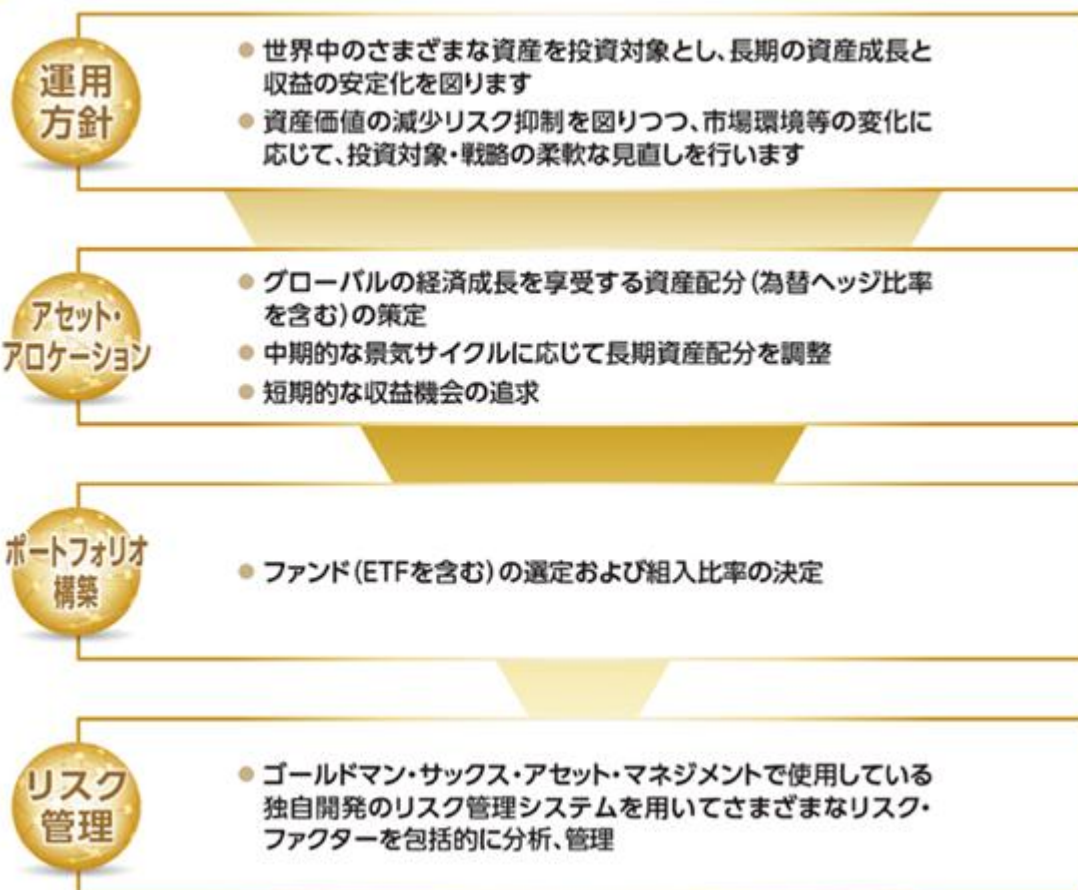 運用
方針
● 世界中のさまざまな資産を投資対象とし、長期の資産成長と
収益の安定化を図ります
● 資産価値の減少リスク抑制を図りつつ、市場環境等の変化に
応じて、投資対象・戦略の柔軟な見直しを行います
アセット・
アロケーション
● グローバルの経済成長を享受する資産配分(為替ヘッジ比率
を含む)の策定
● 中期的な景気サイクルに応じて長期資産配分を調整
● 短期的な収益機会の追求
ポートフォリオ
構築
● ファンド(ETFを含む)の選定および組入比率の決定
リスク
管理
● ゴールドマン・サックス・アセット・マネジメントで使用している
独自開発のリスク管理システムを用いてさまざまなリスク・
ファクターを包括的に分析、管理